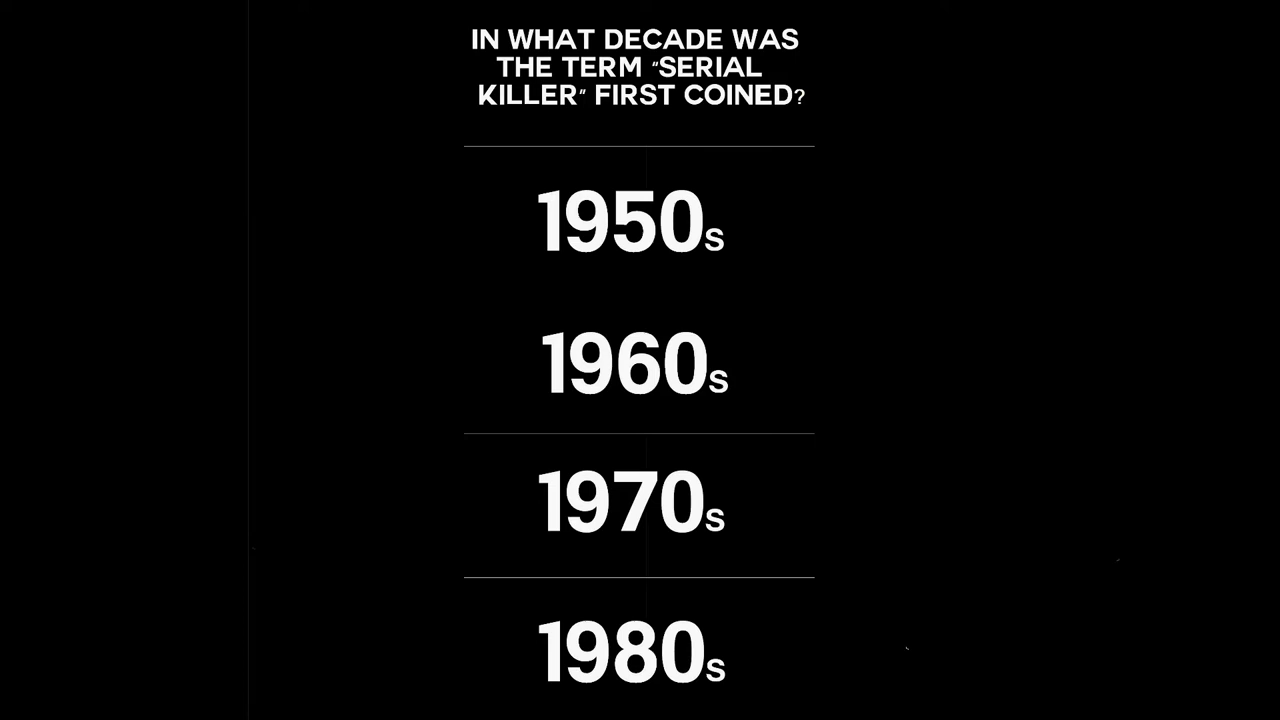 IN WHAT DECADE WAS
THE TERM "SERIAL
KILLER" FIRST COINED?
1950s
1960s
1970s
1980s